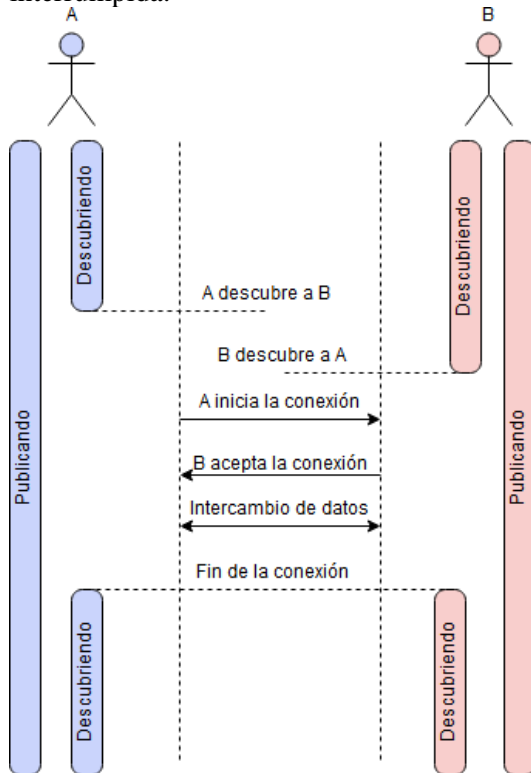 interrumpida.
A
B
Descubriendo
Descubriendo
A descubre a B
B descubre a A
A inicia la conexión
Publicando
Publicando
B acepta la conexión
Intercambio de datos
Fin de la conexión
Descubriendo
Descubriendo